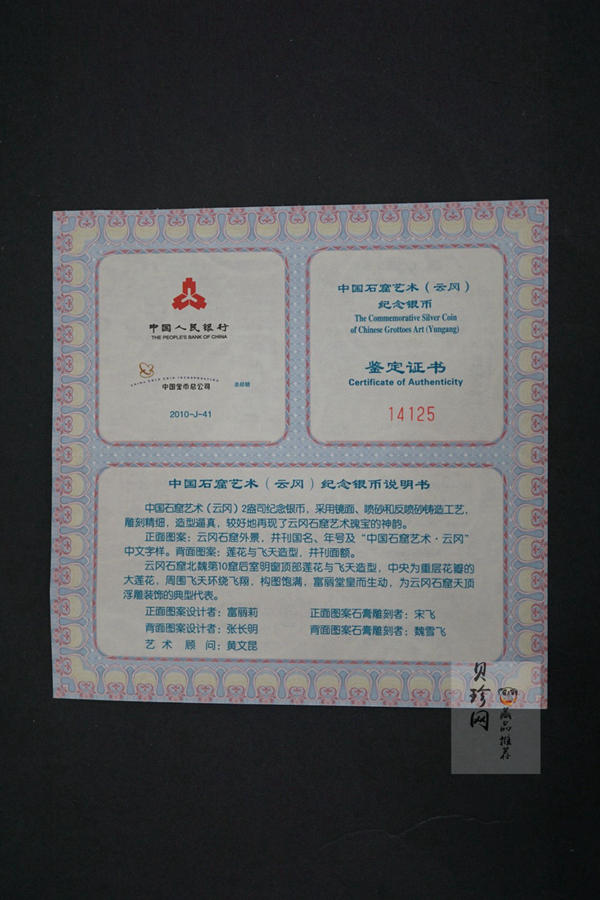 中国人民银行
THE PEOPLE'S BANK OF CHINA
CHINA GOLD COIN INCORPORATION
中国金币总公司 总经销
2010-J-41
中国石窟艺术（云冈）
纪念银币
The Commemorative Silver Coin
of Chinese Grottoes Art (Yungang)
鉴定证书
Certificate of Authenticity
14125
中国石窟艺术（云冈）纪念银币说明书
中国石窟艺术（云冈）2盎司纪念银币，采用镜面、喷砂和反喷砂铸造工艺，
雕刻精细，造型逼真，较好地再现了云冈石窟艺术瑰宝的神韵。
正面图案：云冈石窟外景，并刊国名、年号及“中国石窟艺术·云冈”
中文字样。背面图案：莲花与飞天造型，并刊面额。
云冈石窟北魏第10窟后室明窗顶部莲花与飞天造型，中央为重层花瓣的
大莲花，周围飞天环绕飞翔，构图饱满，富丽堂皇而生动，为云冈石窟天顶
浮雕装饰的典型代表。
正面图案设计者：富丽莉 正面图案石膏雕刻者：宋飞
背面图案设计者：张长明 背面图案石膏雕刻者：魏雪飞
艺术顾问：黄文昆
贝珍网
藏品推荐